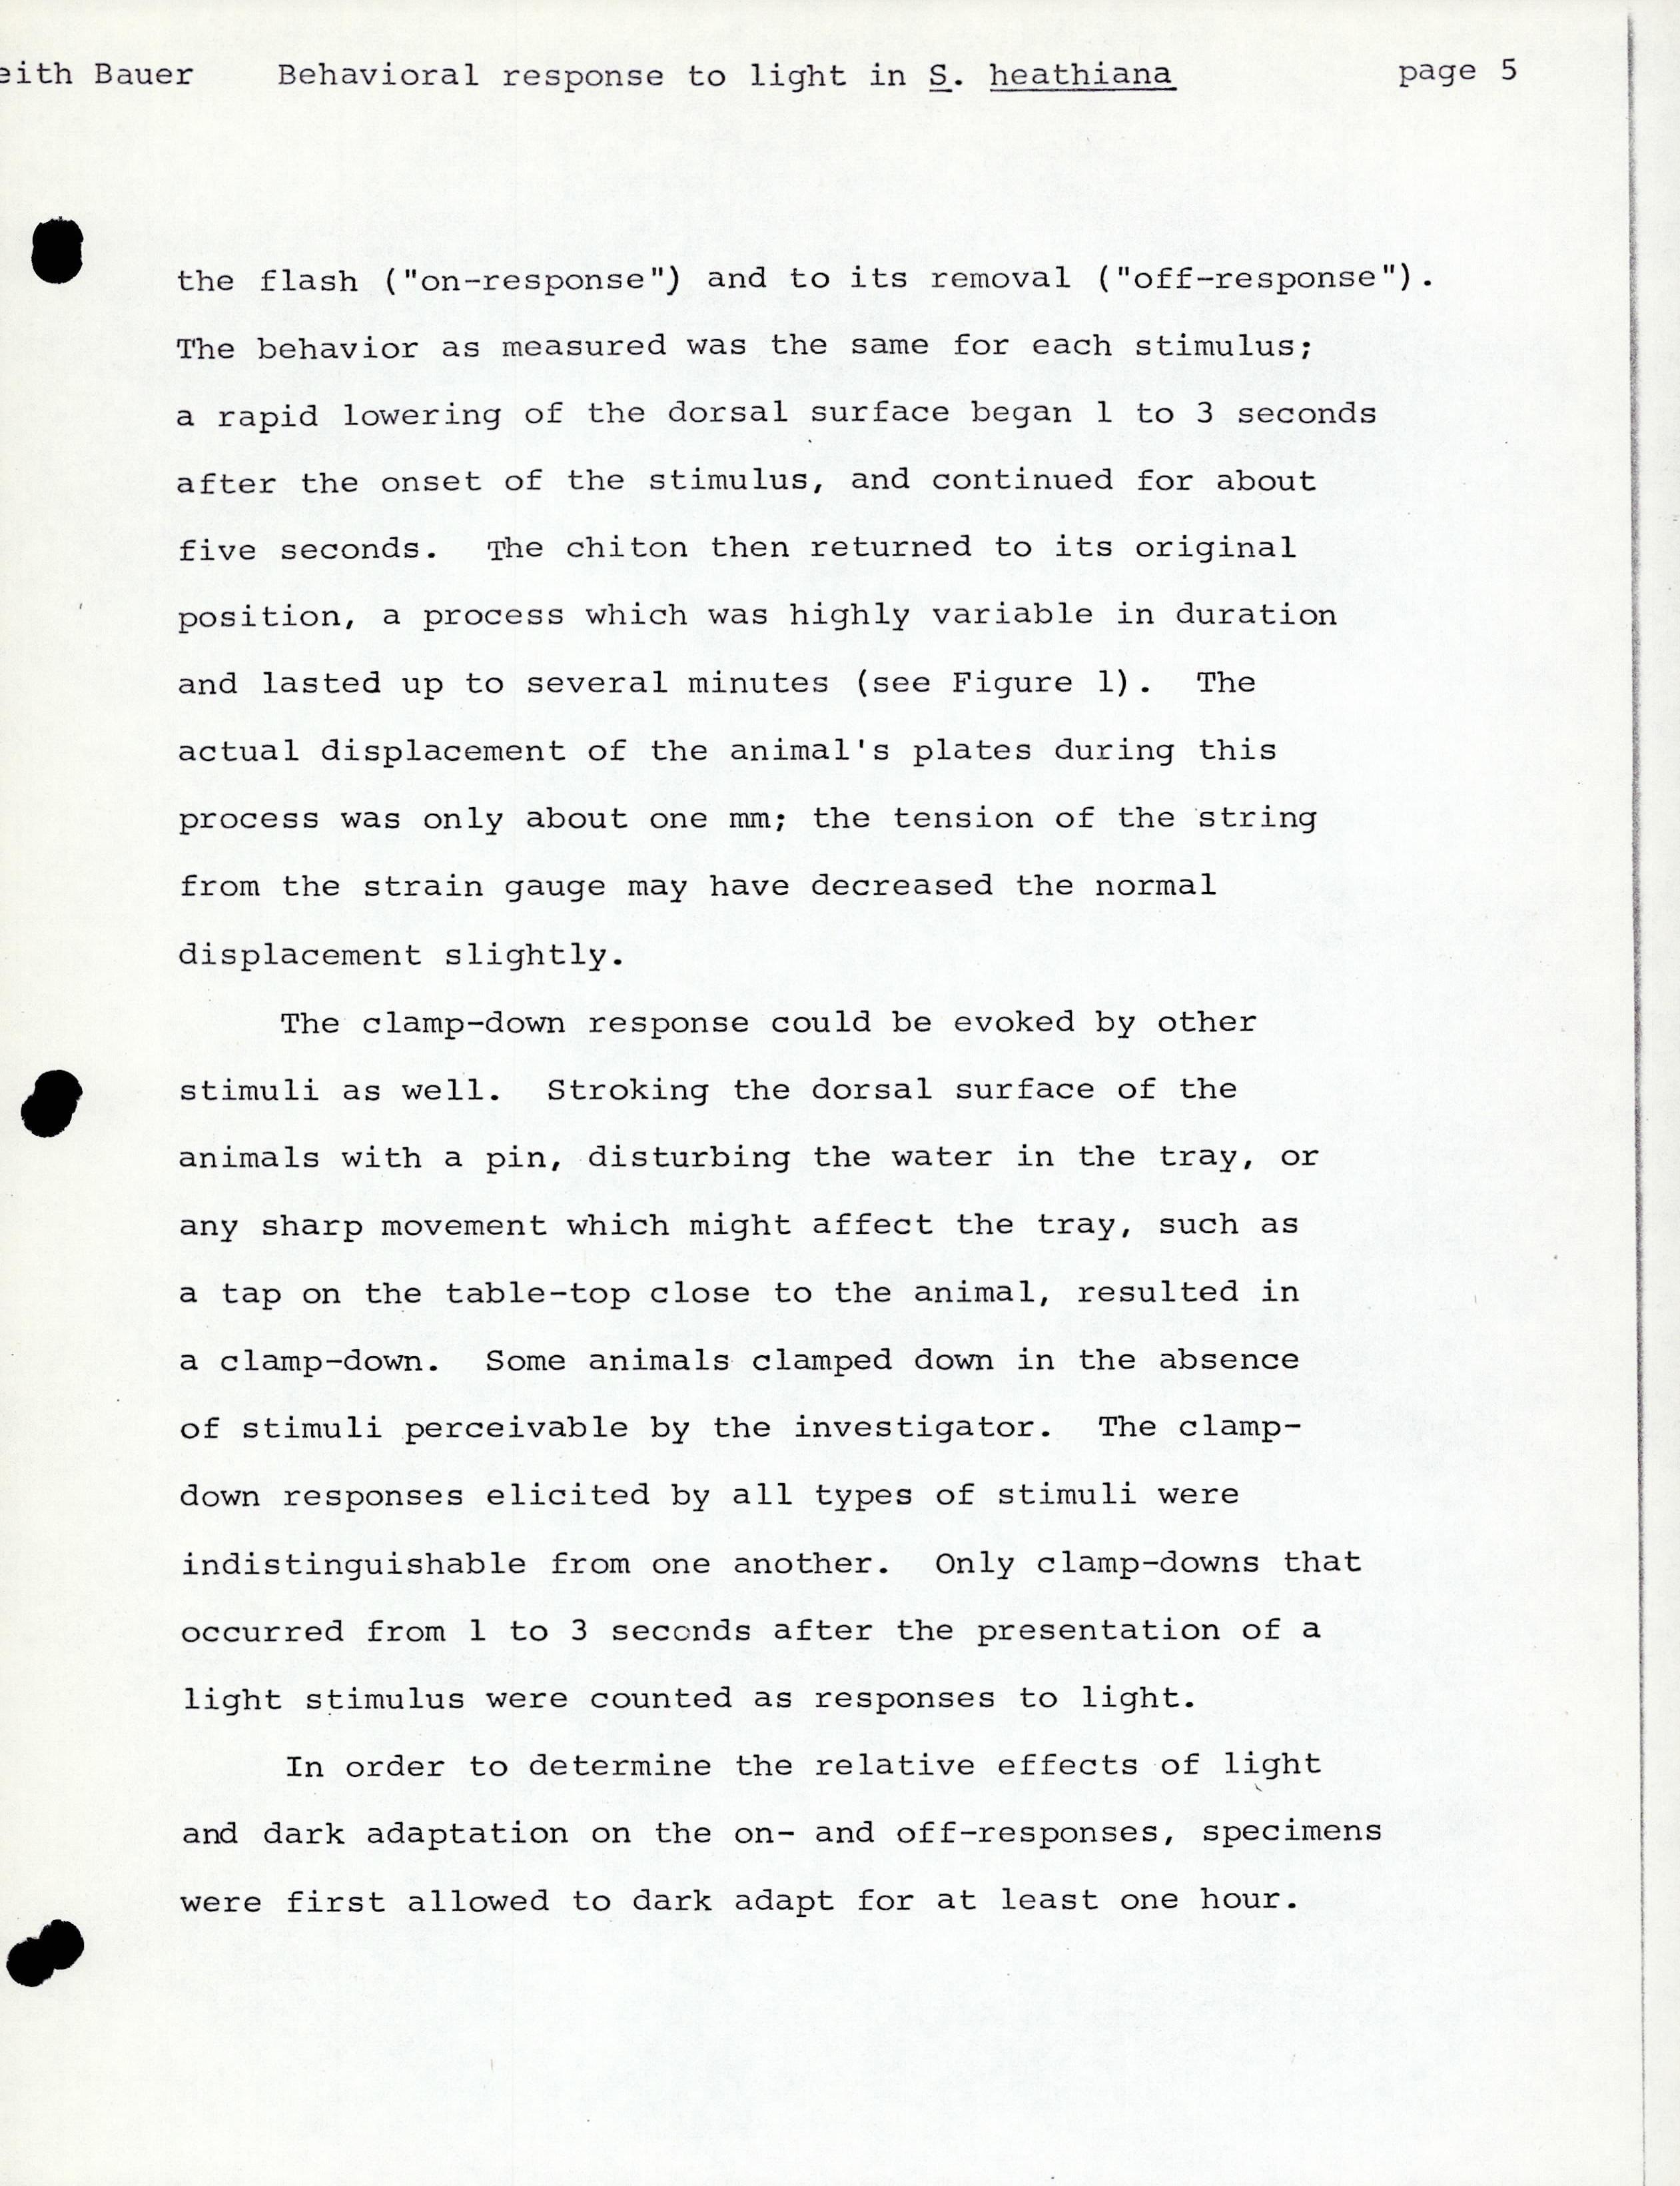 eith Bauer Behavioral response to light in S. heathiana page 5
the flash ("on-response") and to its removal ("off-response").
The behavior as measured was the same for each stimulus;
a rapid lowering of the dorsal surface began 1 to 3 seconds
after the onset of the stimulus, and continued for about
five seconds. The chiton then returned to its original
position, a process which was highly variable in duration
and lasted up to several minutes (see Figure 1). The
actual displacement of the animal's plates during this
process was only about one mm; the tension of the string
from the strain gauge may have decreased the normal
displacement slightly.
The clamp-down response could be evoked by other
stimuli as well. Stroking the dorsal surface of the
animals with a pin, disturbing the water in the tray, or
any sharp movement which might affect the tray, such as
a tap on the table-top close to the animal, resulted in
a clamp-down. Some animals clamped down in the absence
of stimuli perceivable by the investigator. The clamp-
down responses elicited by all types of stimuli were
indistinguishable from one another. Only clamp-downs that
occurred from 1 to 3 seconds after the presentation of a
light stimulus were counted as responses to light.
In order to determine the relative effects of light
and dark adaptation on the on- and off-responses, specimens
were first allowed to dark adapt for at least one hour.